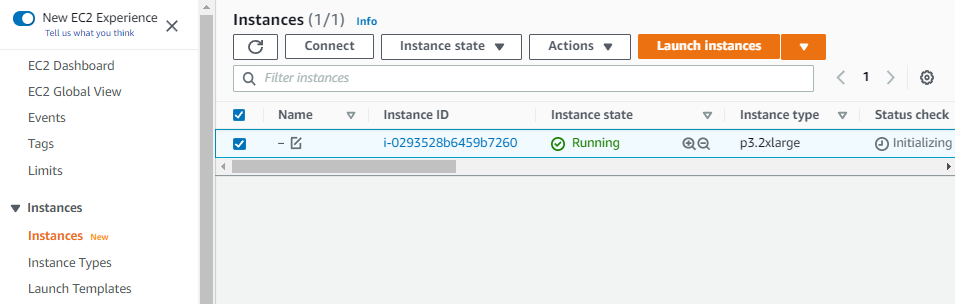 New EC2 Experience
Tell us what you think
EC2 Dashboard
EC2 Global View
Events
Tags
Limits
Instances
Instances New
Instance Types
Launch Templates
Instances (1/1) Info
Connect Instance state Actions Launch instances
Filter instances
1
Name Instance ID Instance state Instance type Status check
– i-0293528b6459b7260 Running p3.2xlarge Initializing